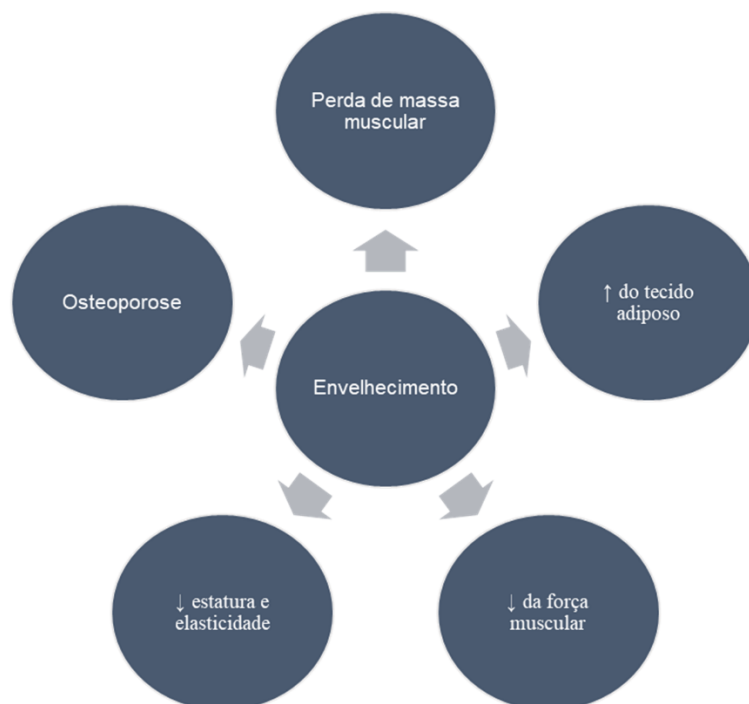 Perda de massa
muscular
Osteoporose
↑ do tecido
adiposo
Envelhecimento
↓ estatura e
elasticidade
↓ da força
muscular